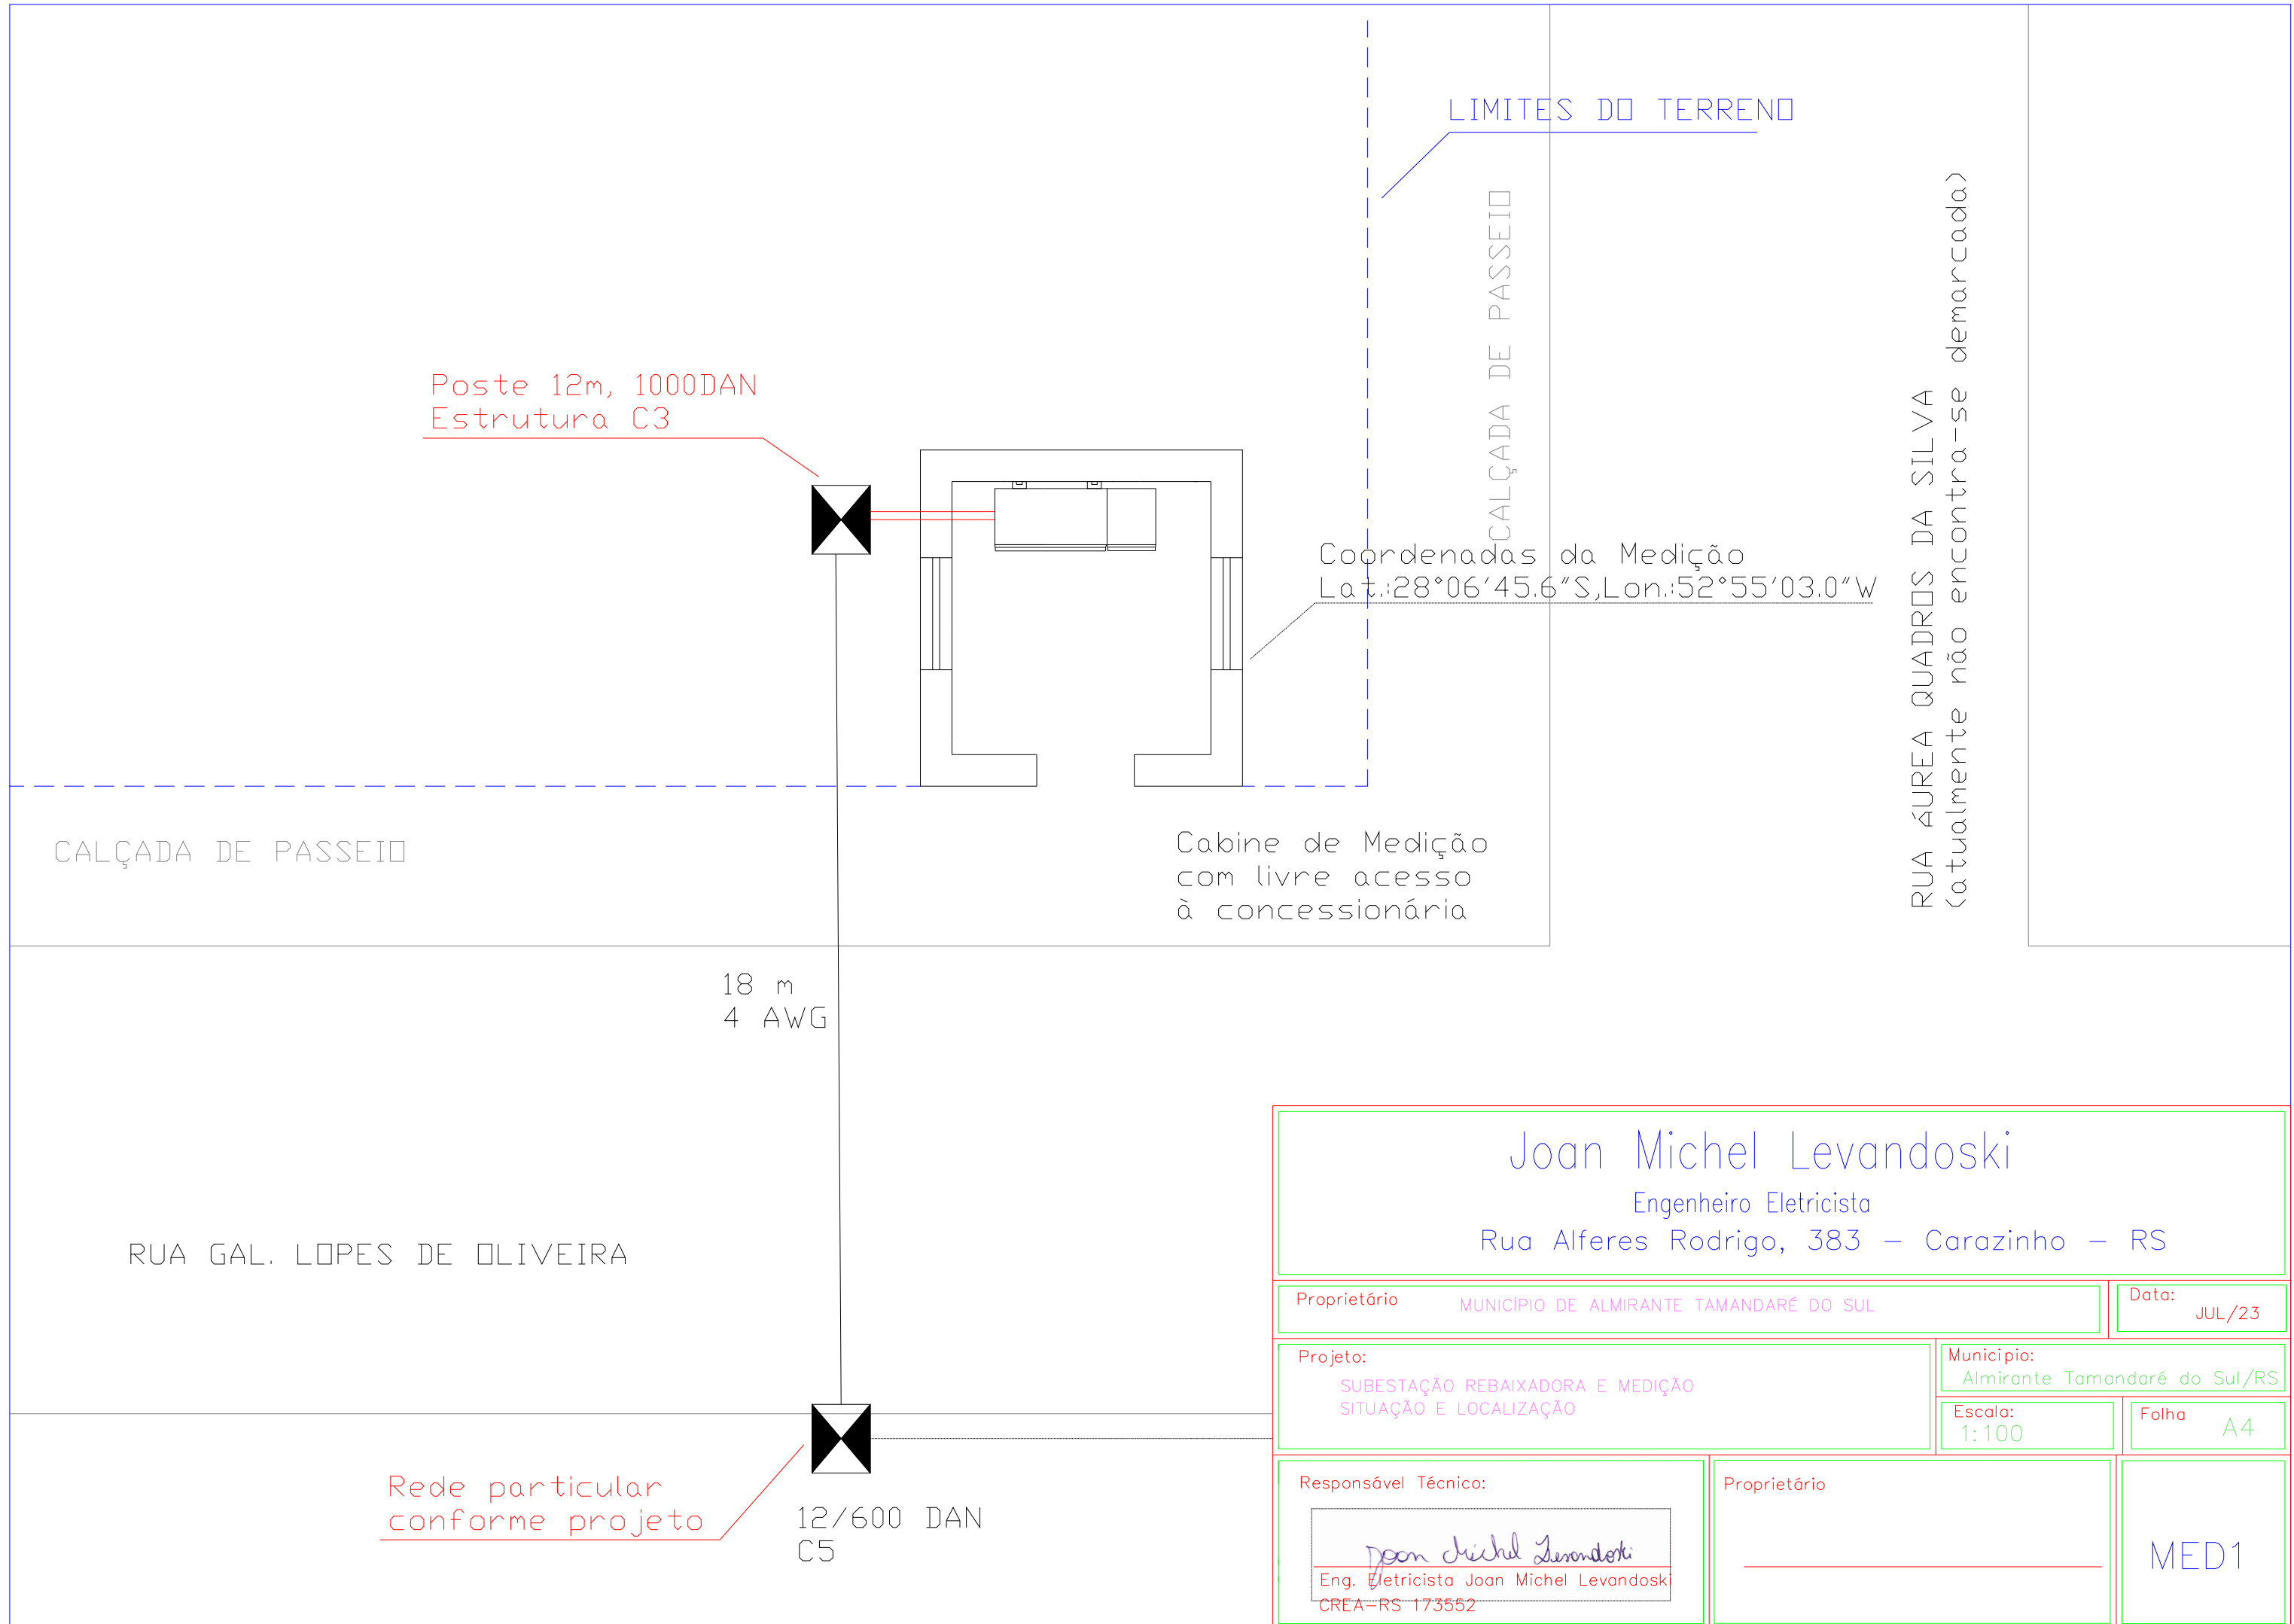 LIMITES DO TERRENO
CALÇADA DE PASSEIO
RUA ÁUREA QUADROS DA SILVA
(atualmente não encontra-se demarcada)
Poste 12m, 1000DAN
Estrutura C3
Coordenadas da Medição
Lat.:28°06'45.6"S,Lon.:52°55'03.0"W
CALÇADA DE PASSEIO
Cabine de Medição
com livre acesso
à concessionária
18 m
4 AWG
RUA GAL. LOPES DE OLIVEIRA
Rede particular
conforme projeto
12/600 DAN
C5
Joan Michel Levandoski
Engenheiro Eletricista
Rua Alferes Rodrigo, 383 - Carazinho - RS
Proprietário MUNICÍPIO DE ALMIRANTE TAMANDARÉ DO SUL
Data:
JUL/23
Projeto:
SUBESTAÇÃO REBAIXADORA E MEDIÇÃO
SITUAÇÃO E LOCALIZAÇÃO
Municipio:
Almirante Tamandaré do Sul/RS
Escala:
1:100
Folha A4
Responsável Técnico:
Joan Michel Levandoski
Eng. Eletricista Joan Michel Levandoski
CREA-RS 173552
Proprietário
MED1